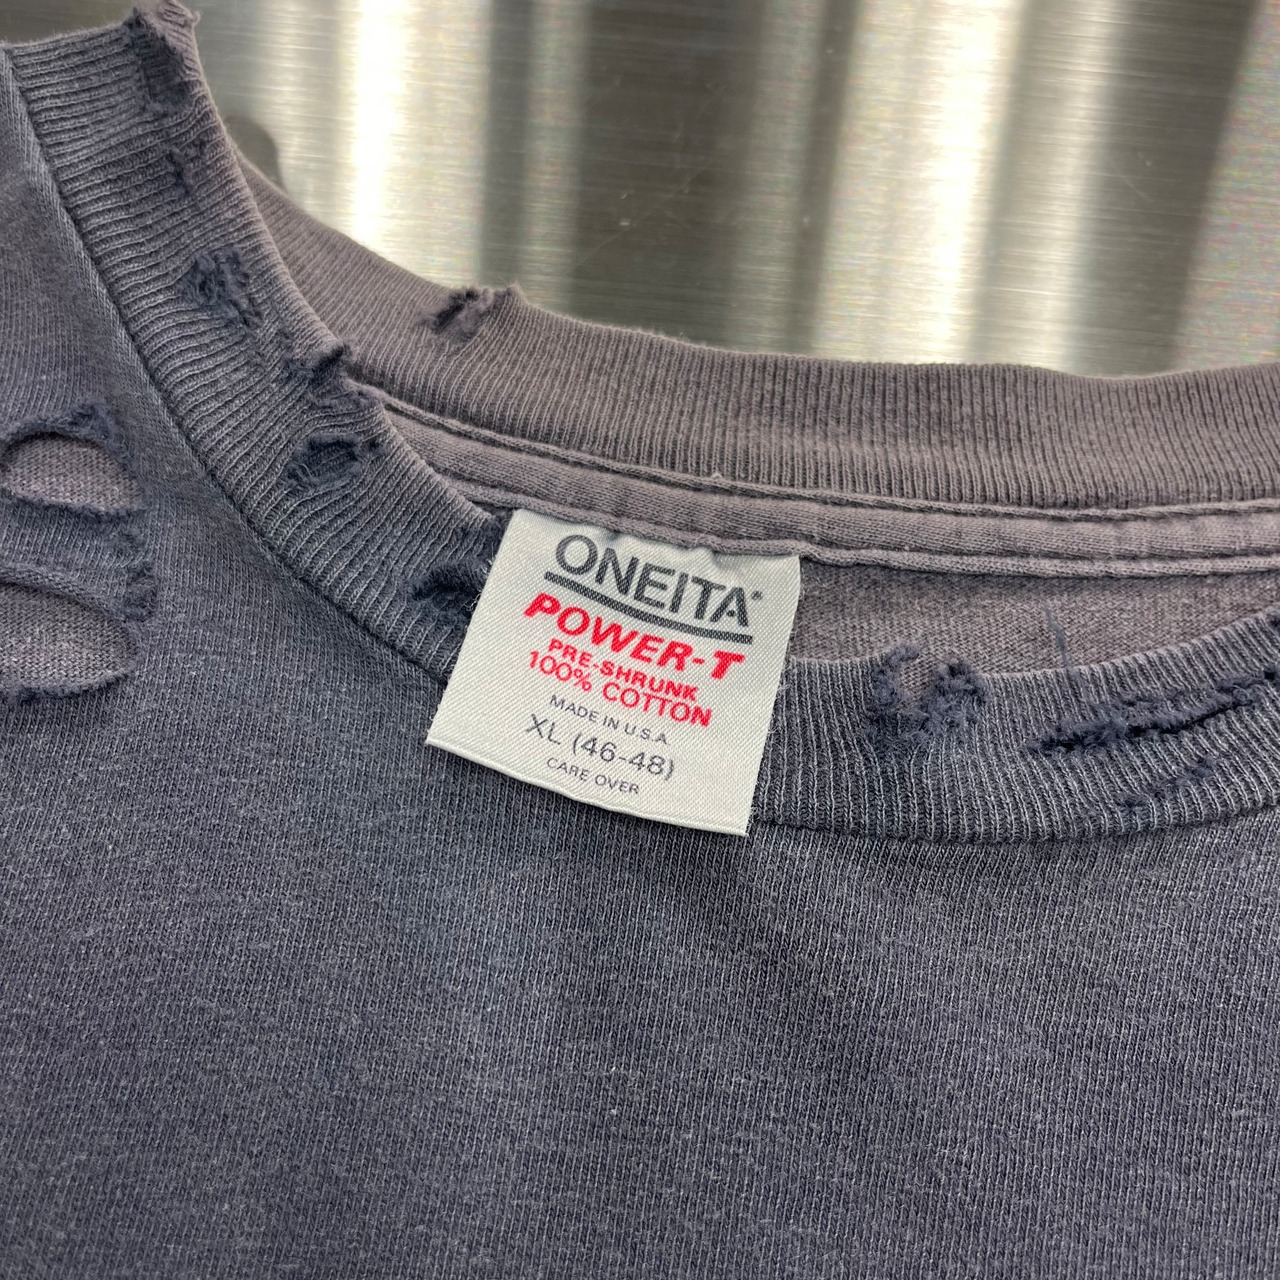 ONEITA®
POWER-T
PRE-SHRUNK
100% COTTON
MADE IN U.S.A.
XL (46-48)
CARE OVER